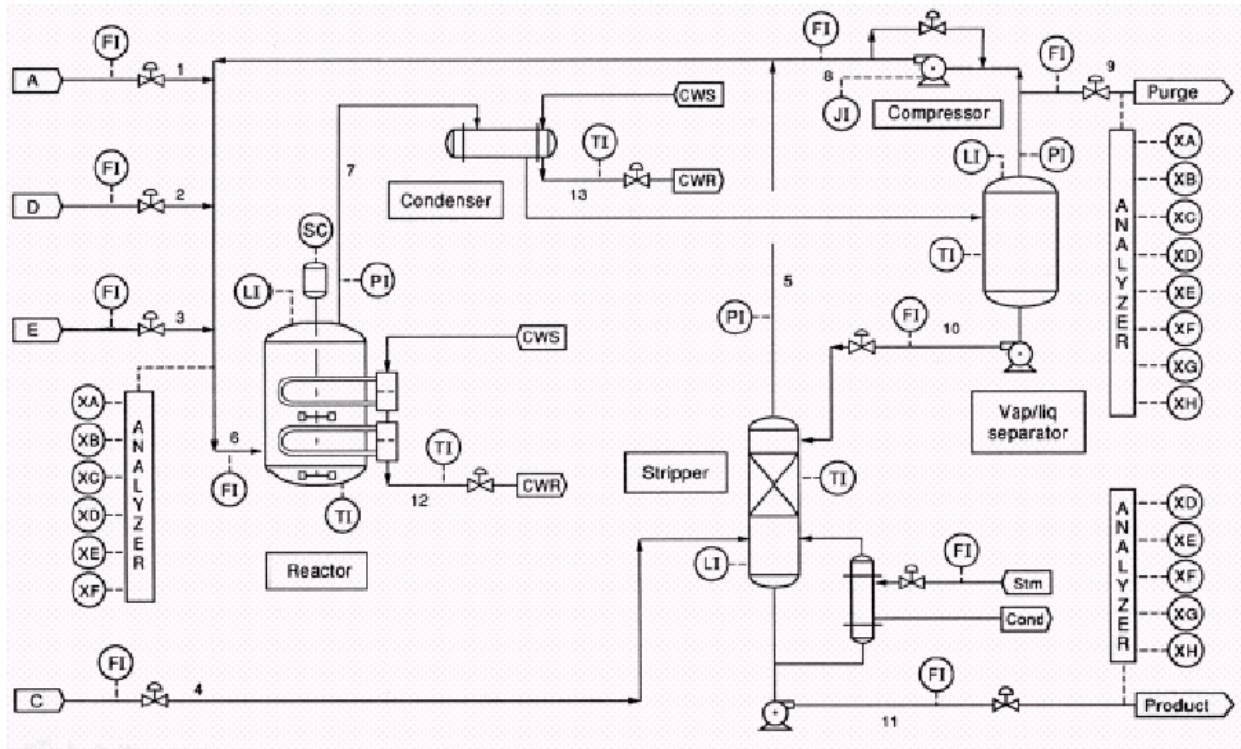 FI
FI
FI
A
1
8
9
Purge
CWS
JI
Compressor
XA
TI
LI
PI
XB
FI
7
CWR
13
Condenser
XC
D
2
ANALYZER
SC
TI
XD
LI
PI
5
XE
FI
PI
FI
10
XF
E
3
CWS
XG
XA
XH
XB
ANALYZER
6
TI
Vap/liq
separator
XC
FI
Stripper
TI
CWR
12
XD
XD
TI
ANALYZER
XE
XE
FI
Reactor
LI
XF
XF
Stm
XG
Cond
XH
FI
FI
C
4
Product
11